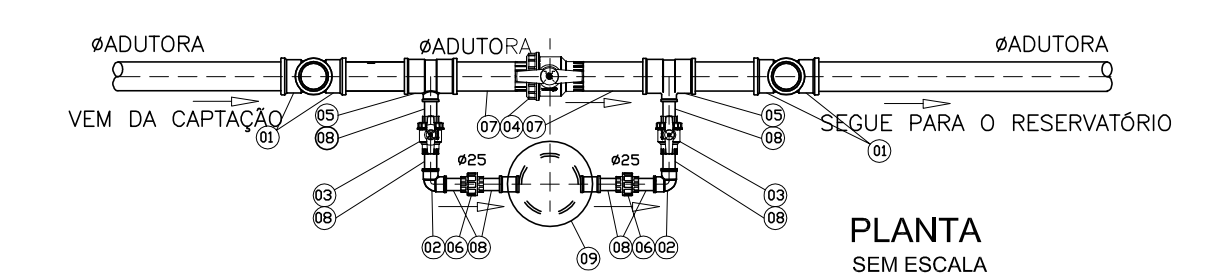 ØADUTORA
ØADUTORA
ØADUTORA
VEM DA CAPTAÇÃO
SEGUE PARA O RESERVATÓRIO
01
05
08
07
04
07
05
08
01
03
08
Ø25
Ø25
03
08
02
06
08
09
08
06
02
PLANTA
SEM ESCALA